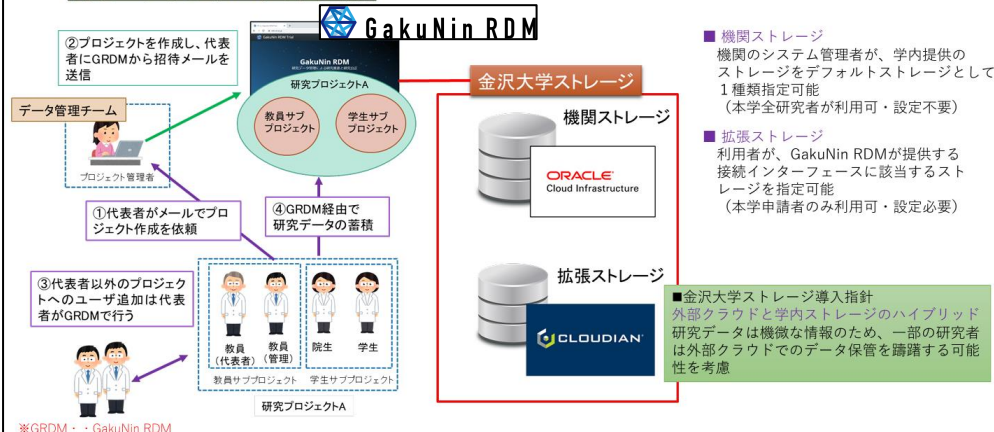 GakuNin RDM
②プロジェクトを作成し、代表
者にGRDMから招待メールを
送信
GakuNin RDM
研究プロジェクトA
教員サブ
プロジェクト
学生サブ
プロジェクト
データ管理チーム
プロジェクト管理者
①代表者がメールでプロ
ジェクト作成を依頼
④GRDM経由で
研究データの蓄積
③代表者以外のプロジェク
トへのユーザ追加は代表
者がGRDMで行う
教員
(代表者)
教員
(管理)
院生
学生
教員サブプロジェクト
学生サブプロジェクト
研究プロジェクトA
※GRDM・・GakuNin RDM
金沢大学ストレージ
機関ストレージ
ORACLE
Cloud Infrastructure
拡張ストレージ
CLOUDIAN
■ 機関ストレージ
機関のシステム管理者が、学内提供の
ストレージをデフォルトストレージとして
1種類指定可能
（本学全研究者が利用可・設定不要）
■ 拡張ストレージ
利用者が、GakuNin RDMが提供する
接続インターフェースに該当するスト
レージを指定可能
（本学申請者のみ利用可・設定必要）
■金沢大学ストレージ導入指針
外部クラウドと学内ストレージのハイブリッド
研究データは機微な情報のため、一部の研究者
は外部クラウドでのデータ保管を躊躇する可能
性を考慮